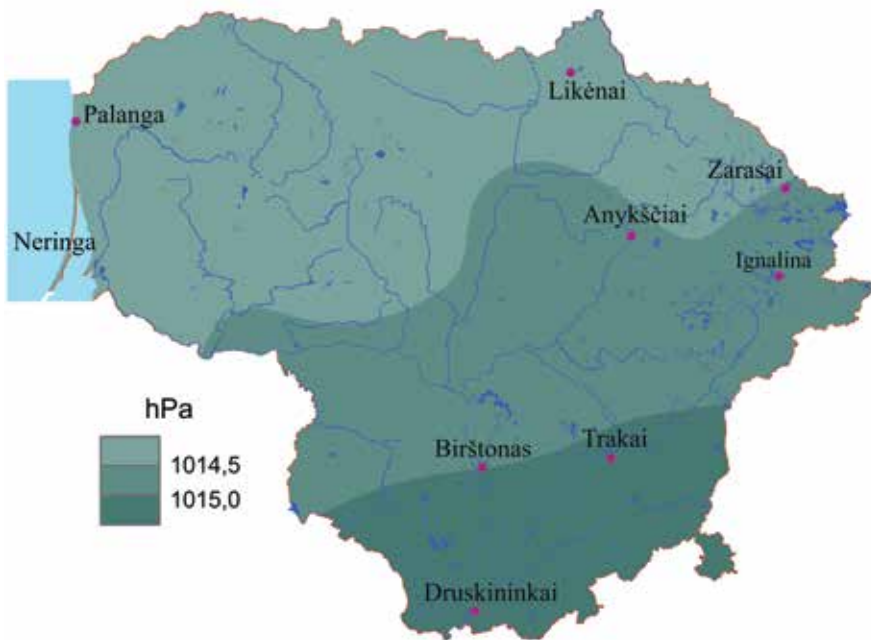 Likėnai
Palanga
Zarasai
Anykščiai
Neringa
Ignalina
hPa
1014,5
1015,0
Birštonas
Trakai
Druskininkai